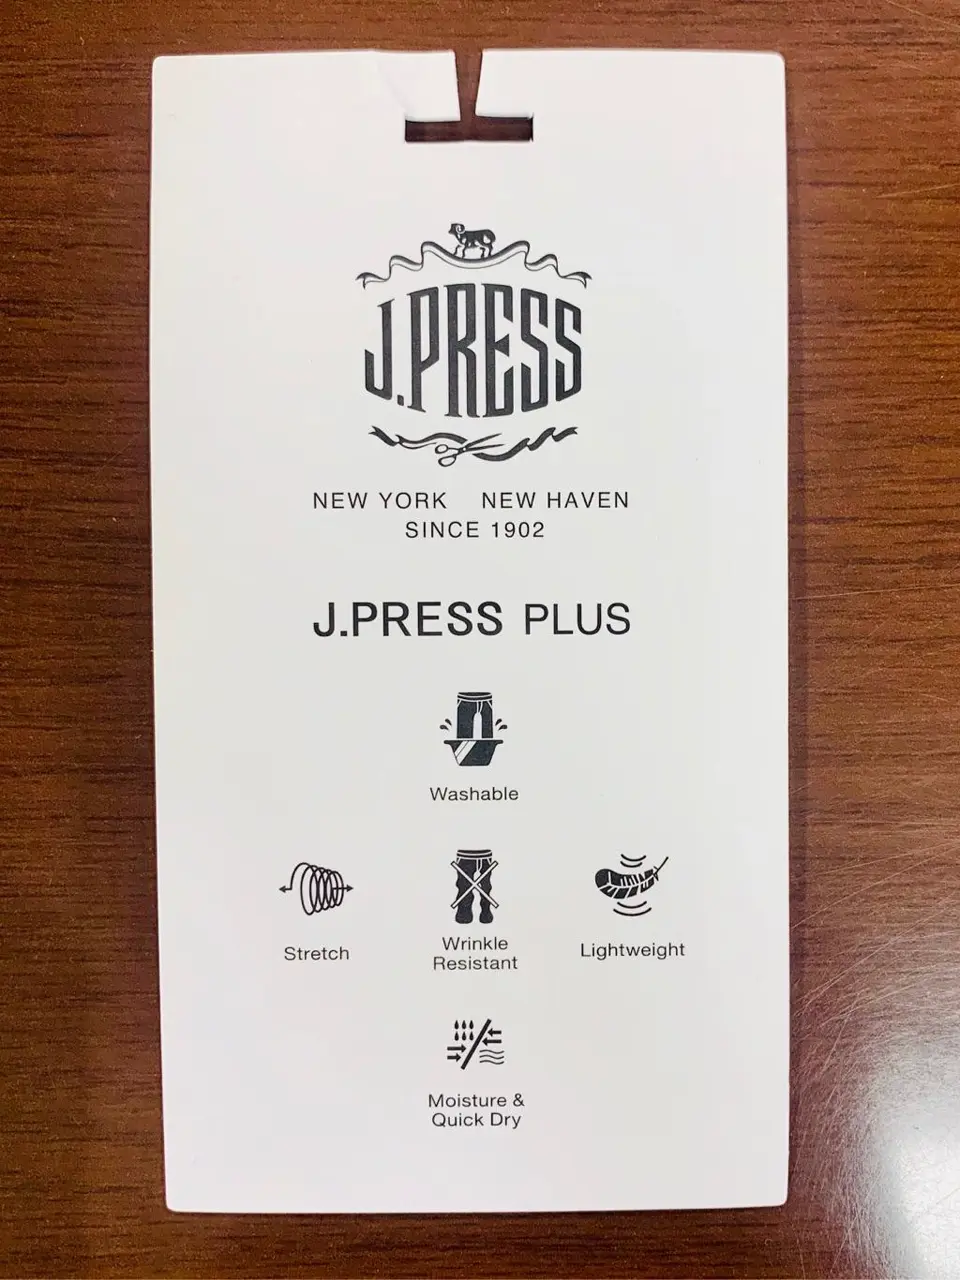 J.PRESS
NEW YORK NEW HAVEN
SINCE 1902
J.PRESS PLUS
Washable
Stretch
Wrinkle
Resistant
Lightweight
Moisture &
Quick Dry